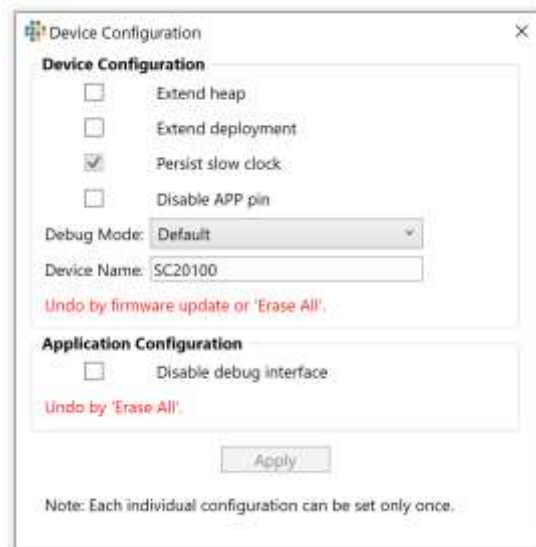 Device Configuration
Device Configuration
Extend heap
Extend deployment
Persist slow clock
Disable APP pin
Debug Mode: Default
Device Name: SC20100
Undo by firmware update or 'Erase All'.
Application Configuration
Disable debug interface
Undo by 'Erase All'.
Apply
Note: Each individual configuration can be set only once.